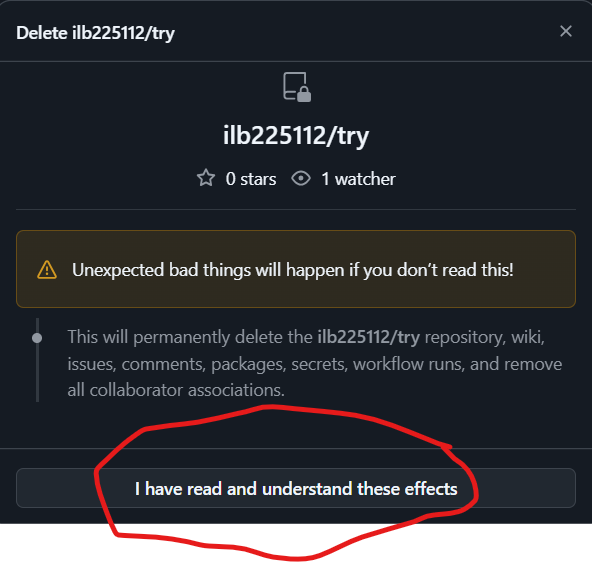 Delete ilb225112/try
ilb225112/try
0 stars 1 watcher
Unexpected bad things will happen if you don’t read this!
This will permanently delete the ilb225112/try repository, wiki,
issues, comments, packages, secrets, workflow runs, and remove
all collaborator associations.
I have read and understand these effects